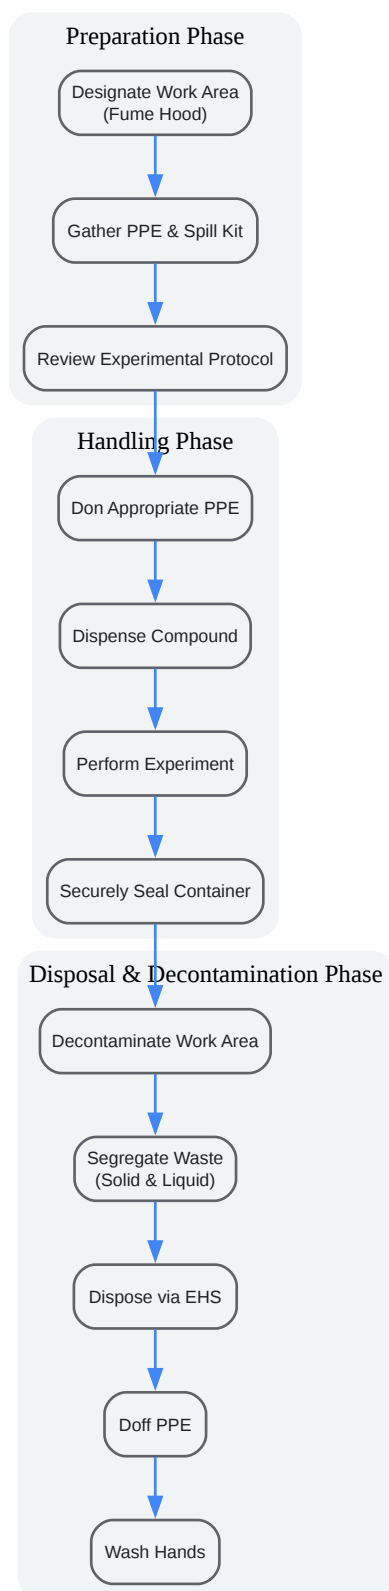 Preparation Phase
Designate Work Area
(Fume Hood)
Gather PPE & Spill Kit
Review Experimental Protocol
Handling Phase
Don Appropriate PPE
Dispense Compound
Perform Experiment
Securely Seal Container
Disposal & Decontamination Phase
Decontaminate Work Area
Segregate Waste
(Solid & Liquid)
Dispose via EHS
Doff PPE
Wash Hands